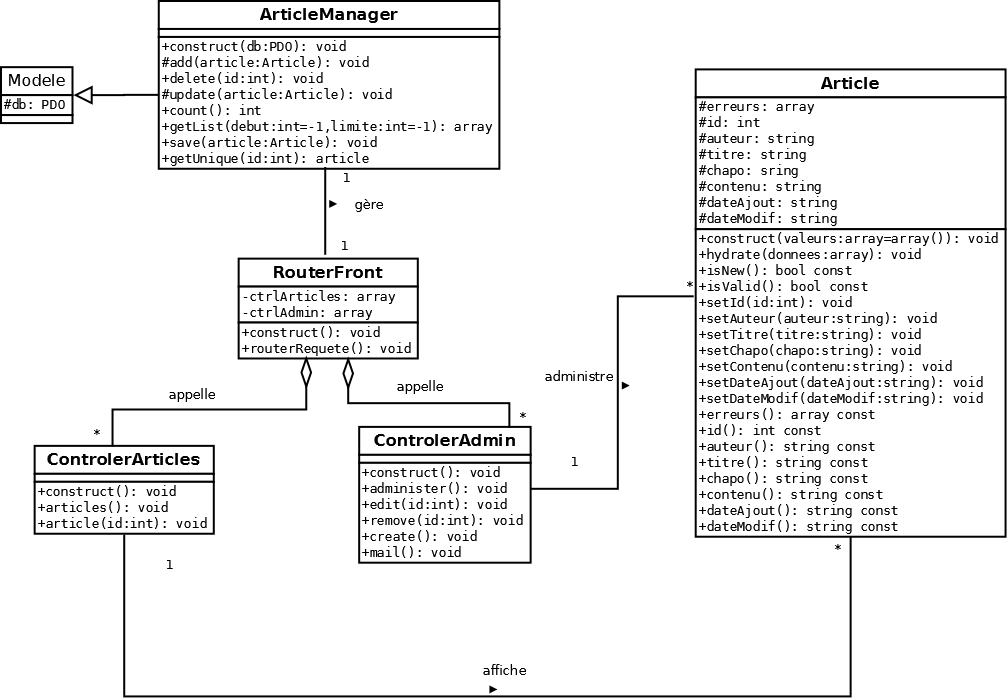 ArticleManager
+construct(db:PDO): void
#add(article:Article): void
+delete(id:int): void
#update(article:Article): void
+count(): int
+getList(debut:int=-1,limite:int=-1): array
+save(article:Article): void
+getUnique(id:int): article
Modele
#db: PDO
1
gère
1
RouterFront
-ctrlArticles: array
-ctrlAdmin: array
+construct(): void
+routerRequete(): void
appelle
*
appelle
*
ControlerArticles
+construct(): void
+articles(): void
+article(id:int): void
1
ControlerAdmin
+construct(): void
+administer(): void
+edit(id:int): void
+remove(id:int): void
+create(): void
+mail(): void
1
administre
*
Article
#erreurs: array
#id: int
#auteur: string
#titre: string
#chapo: sring
#contenu: string
#dateAjout: string
#dateModif: string
+construct(valeurs:array=array()): void
+hydrate(donnees:array): void
+isNew(): bool const
+isValid(): bool const
+setId(id:int): void
+setAuteur(auteur:string): void
+setTitre(titre:string): void
+setChapo(chapo:string): void
+setContenu(contenu:string): void
+setDateAjout(dateAjout:string): void
+setDateModif(dateModif:string): void
+erreurs(): array const
+id(): int const
+auteur(): string const
+titre(): string const
+chapo(): string const
+contenu(): string const
+dateAjout(): string const
+dateModif(): string const
*
affiche